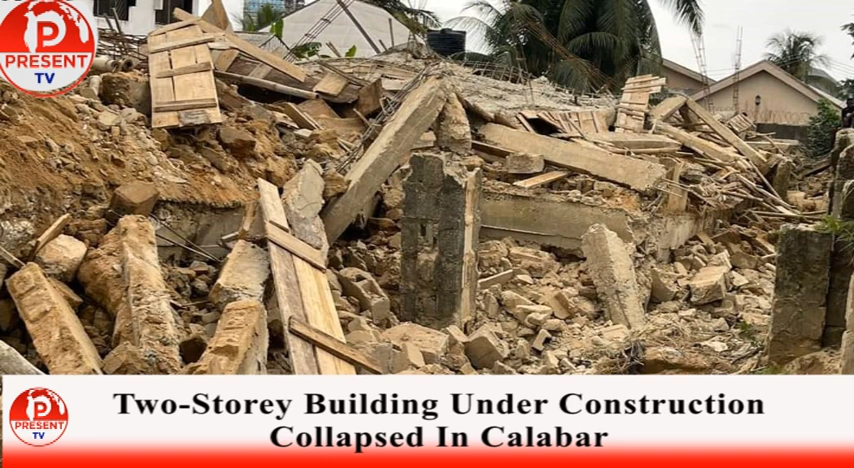 PRESENT
TV
PRESENT
TV
Two-Storey Building Under Construction
Collapsed In Calabar